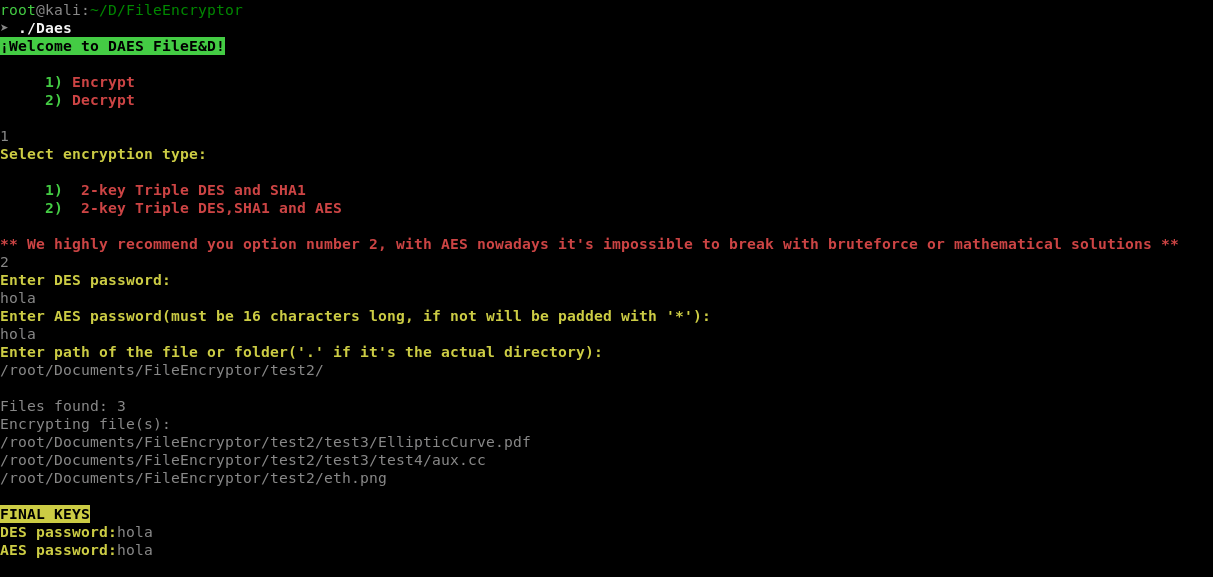 root@kali:~/D/FileEncryptor
➤ ./Daes
¡Welcome to DAES FileE&D!
1) Encrypt
2) Decrypt
1
Select encryption type:
1)  2-key Triple DES and SHA1
2)  2-key Triple DES,SHA1 and AES
** We highly recommend you option number 2, with AES nowadays it's impossible to break with bruteforce or mathematical solutions **
2
Enter DES password:
hola
Enter AES password(must be 16 characters long, if not will be padded with '*'):
hola
Enter path of the file or folder('.' if it's the actual directory):
/root/Documents/FileEncryptor/test2/
Files found: 3
Encrypting file(s):
/root/Documents/FileEncryptor/test2/test3/EllipticCurve.pdf
/root/Documents/FileEncryptor/test2/test3/test4/aux.cc
/root/Documents/FileEncryptor/test2/eth.png
FINAL KEYS
DES password:hola
AES password:hola